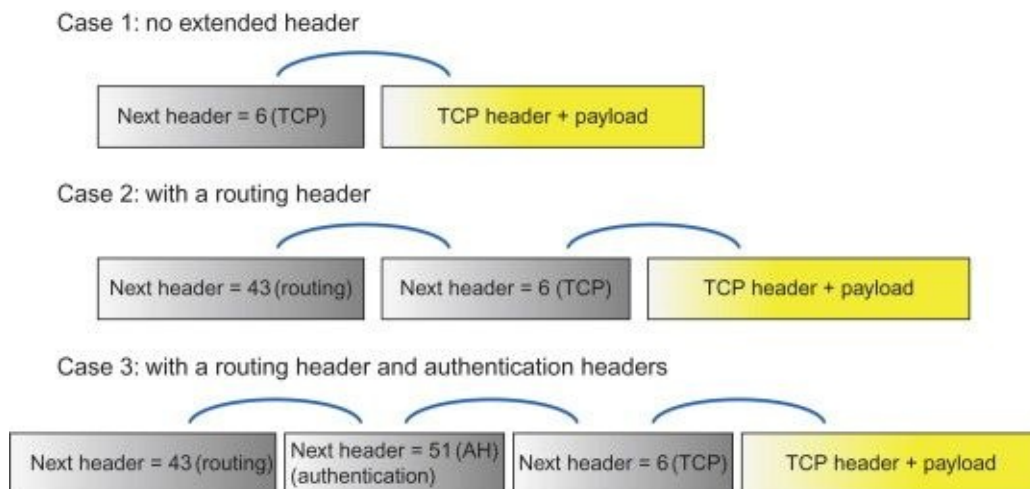 Case 1: no extended header
Next header = 6 (TCP)
TCP header + payload
Case 2: with a routing header
Next header = 43 (routing)
Next header = 6 (TCP)
TCP header + payload
Case 3: with a routing header and authentication headers
Next header = 43 (routing)
Next header = 51 (AH)
(authentication)
Next header = 6 (TCP)
TCP header + payload